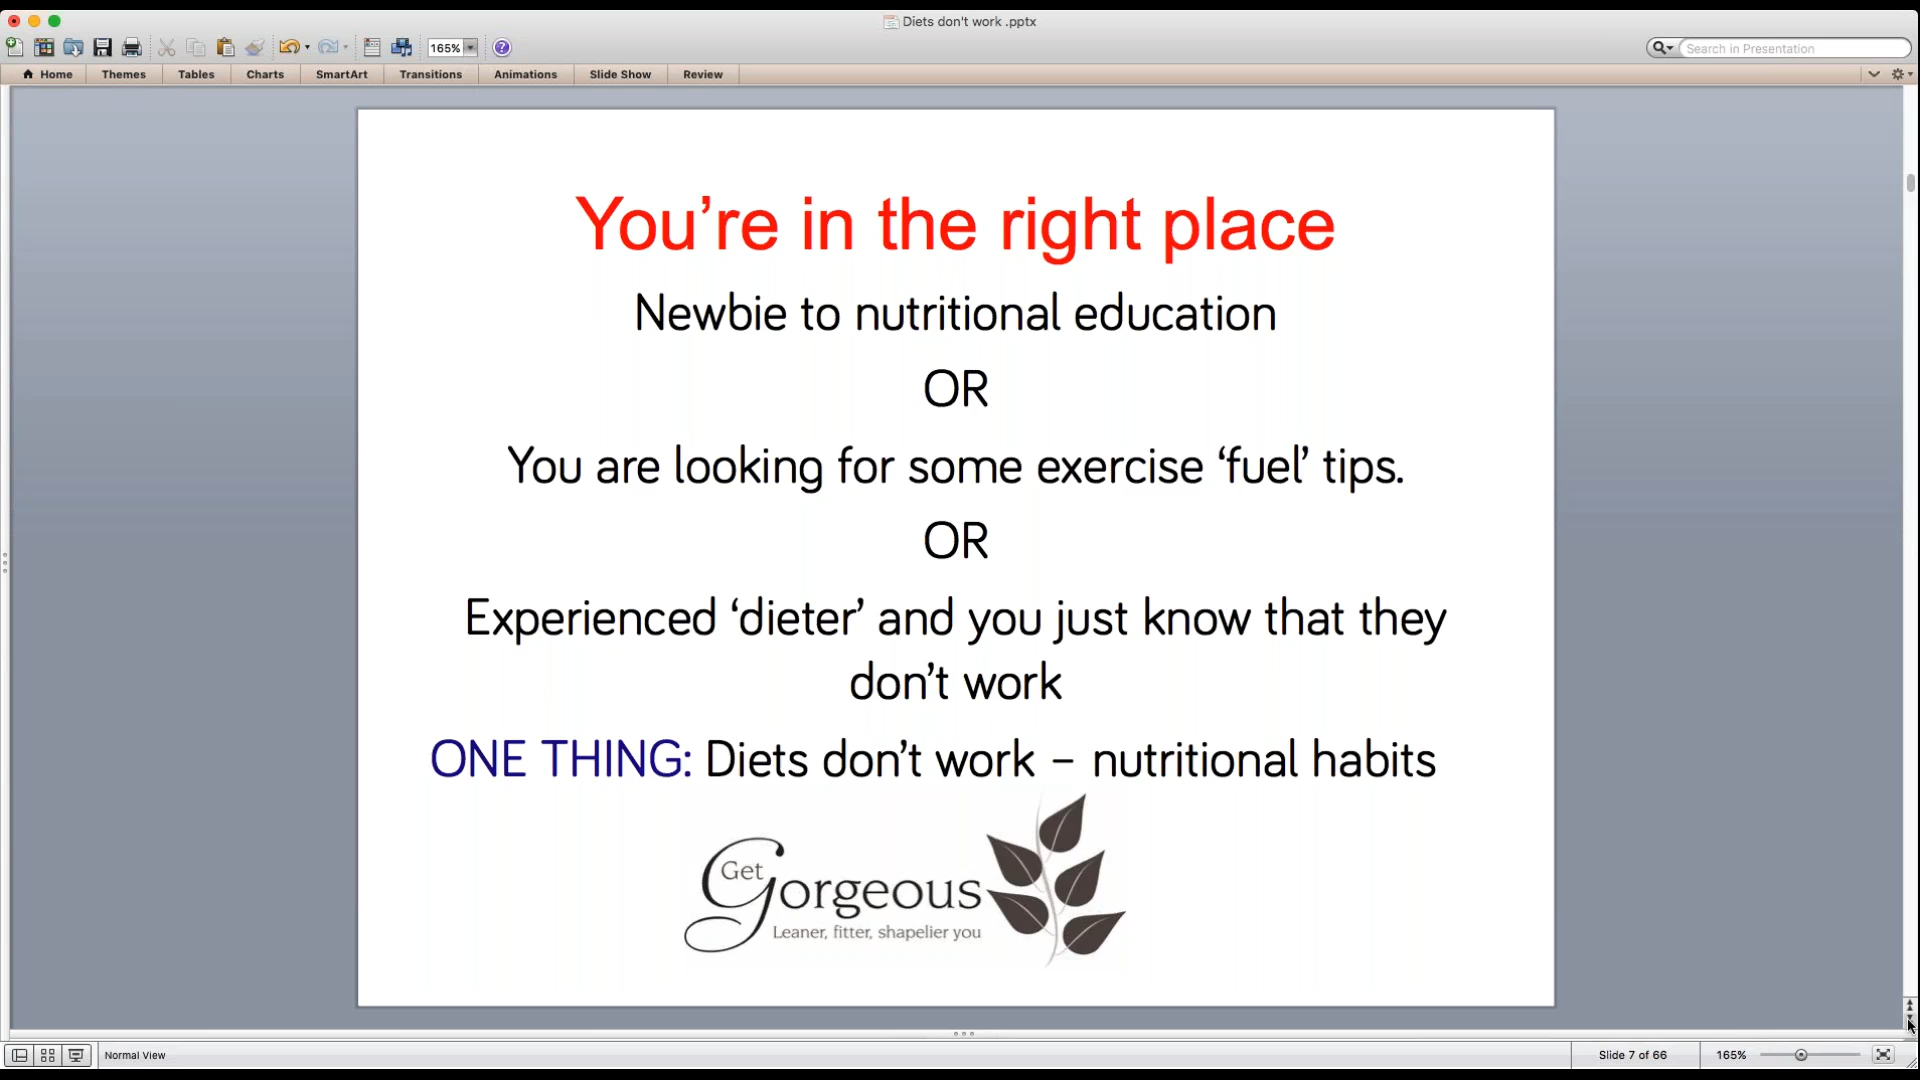 Diets don't work .pptx
165%
Search in Presentation
Home Themes Tables Charts SmartArt Transitions Animations Slide Show Review
You’re in the right place
Newbie to nutritional education
OR
You are looking for some exercise ‘fuel’ tips.
OR
Experienced ‘dieter’ and you just know that they
don’t work
ONE THING: Diets don’t work – nutritional habits
Get
Gorgeous
Leaner, fitter, shapelier you
Normal View Slide 7 of 66 165%